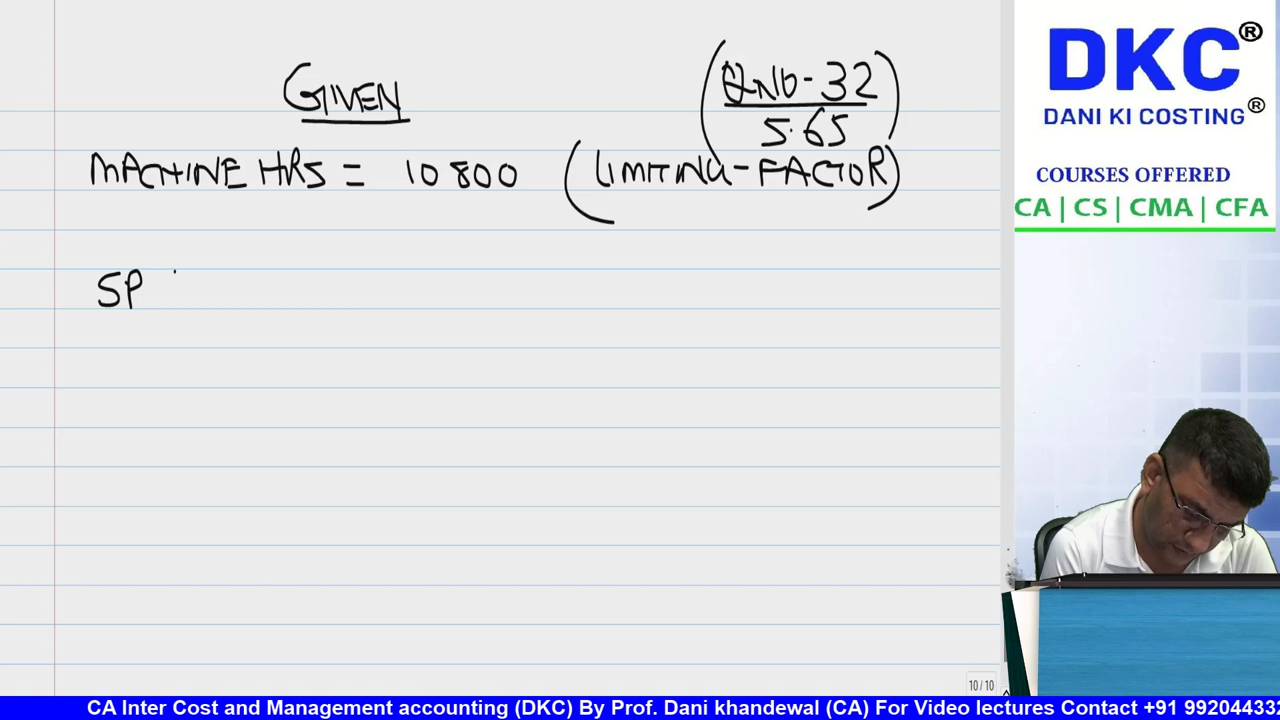 GIVEN
(Q.NO-32
5.65)
MACHINE HRS = 10800 (LIMITING-FACTOR)
SP
10/10
DKC®
DANI KI COSTING®
COURSES OFFERED
CA | CS | CMA | CFA
CA Inter Cost and Management accounting (DKC) By Prof. Dani khandewal (CA) For Video lectures Contact +91 992044332